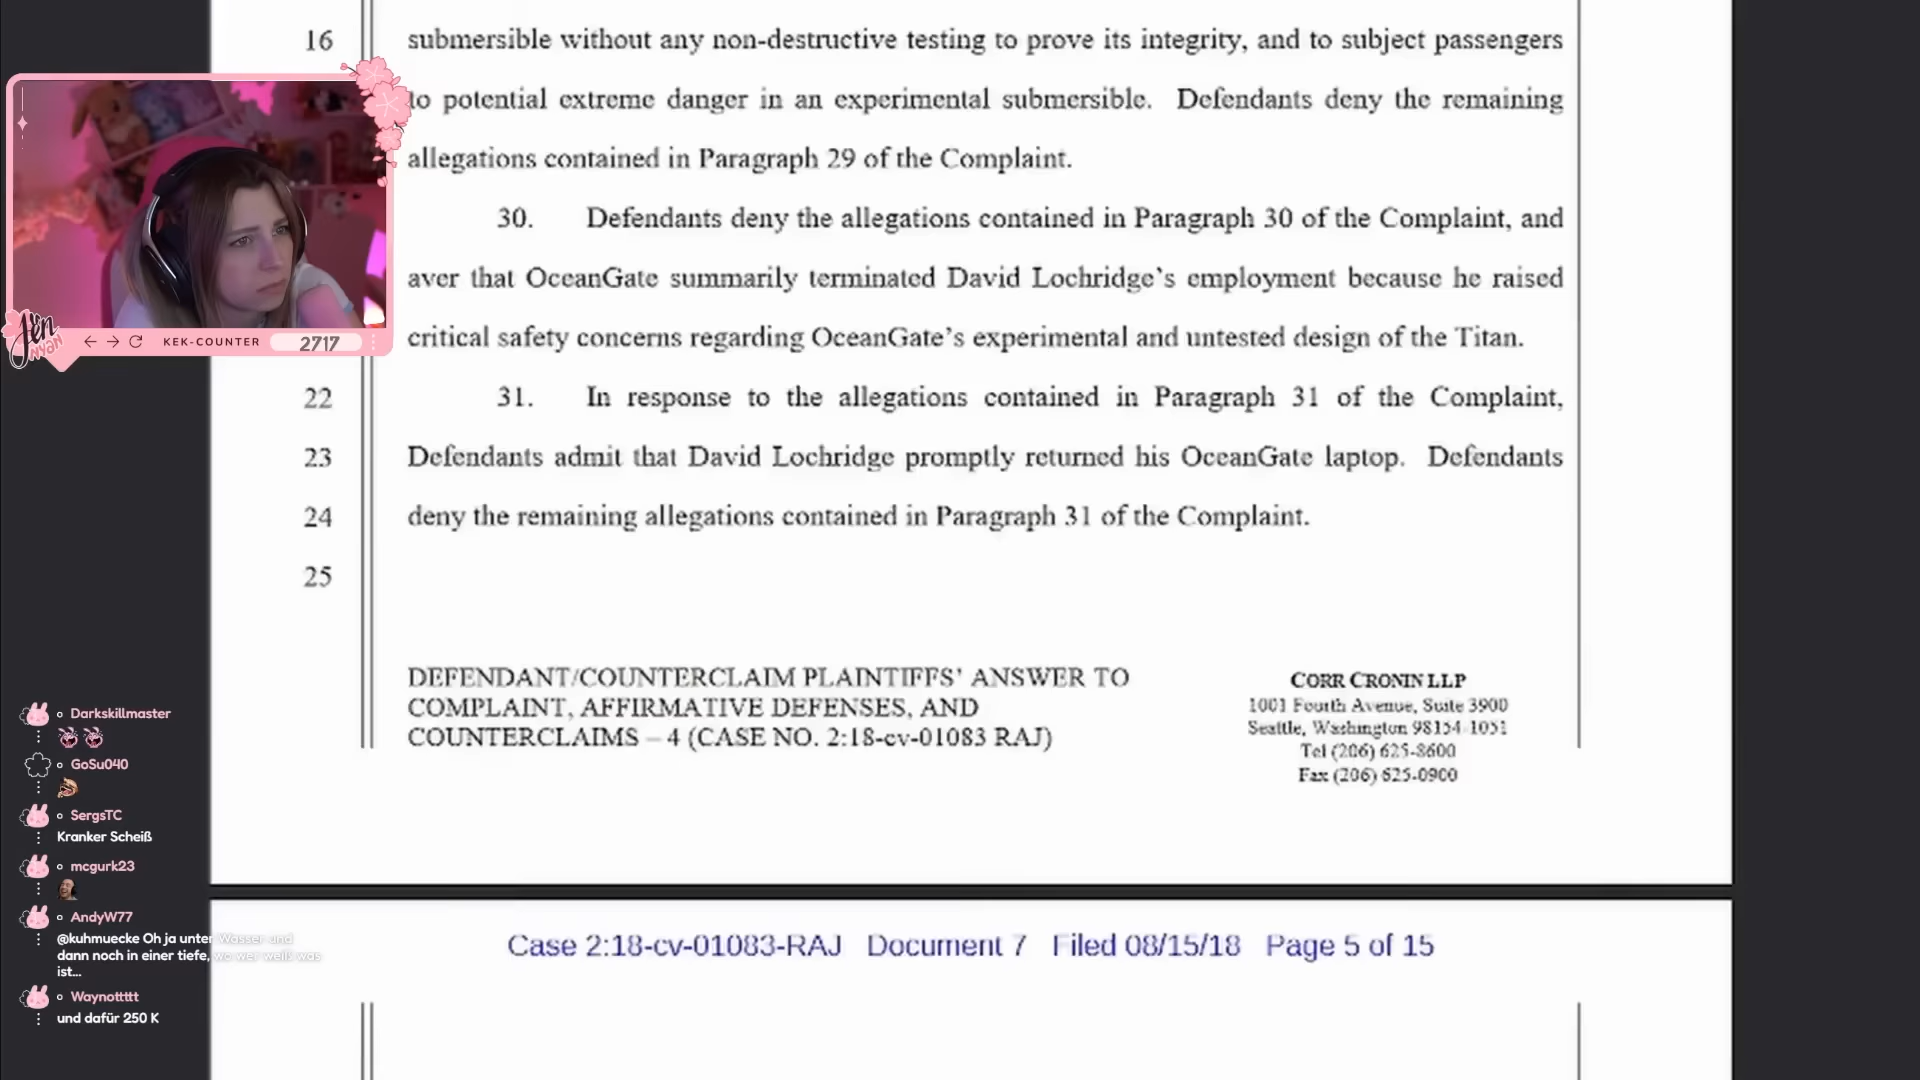 16 submersible without any non-destructive testing to prove its integrity, and to subject passengers
to potential extreme danger in an experimental submersible. Defendants deny the remaining
allegations contained in Paragraph 29 of the Complaint.
30. Defendants deny the allegations contained in Paragraph 30 of the Complaint, and
aver that OceanGate summarily terminated David Lochridge's employment because he raised
critical safety concerns regarding OceanGate's experimental and untested design of the Titan.
22 31. In response to the allegations contained in Paragraph 31 of the Complaint,
23 Defendants admit that David Lochridge promptly returned his OceanGate laptop. Defendants
24 deny the remaining allegations contained in Paragraph 31 of the Complaint.
25
DEFENDANT/COUNTERCLAIM PLAINTIFFS' ANSWER TO
COMPLAINT, AFFIRMATIVE DEFENSES, AND
COUNTERCLAIMS – 4 (CASE NO. 2:18-cv-01083 RAJ)
CORR CRONIN LLP
1001 Fourth Avenue, Suite 3900
Seattle, Washington 98154-1051
Tel (206) 625-8600
Fax (206) 625-0900
Case 2:18-cv-01083-RAJ Document 7 Filed 08/15/18 Page 5 of 15
Jen
nyan
KEK-COUNTER 2717
Darkskillmaster
GoSu040
SergsTC
Kranker Scheiß
mcgurk23
AndyW77
@kuhmuecke Oh ja unter Wasser und
dann noch in einer tiefe, wo wer weiß was
ist...
Waynottttt
und dafür 250 K